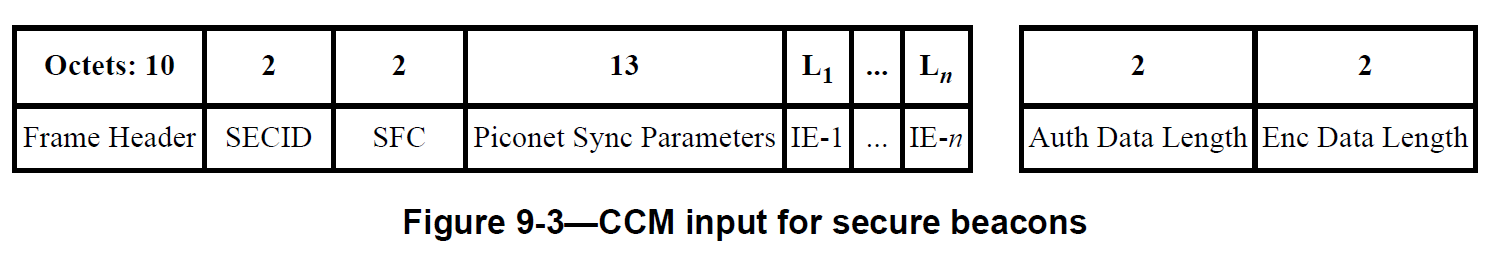 Octets: 10 2 2 13 L1 ... Ln 2 2
Frame Header SECID SFC Piconet Sync Parameters IE-1 ... IE-n Auth Data Length Enc Data Length
Figure 9-3—CCM input for secure beacons